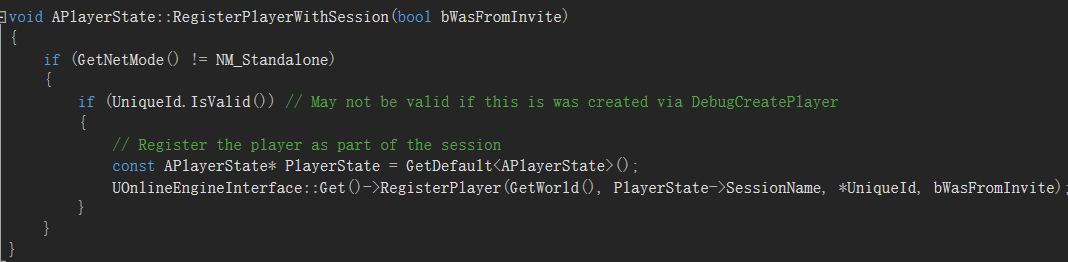 void APlayerState::RegisterPlayerWithSession(bool bWasFromInvite)
{
if (GetNetMode() != NM_Standalone)
{
if (UniqueId.IsValid()) // May not be valid if this is was created via DebugCreatePlayer
{
// Register the player as part of the session
const APlayerState* PlayerState = GetDefault<APlayerState>();
UOnlineEngineInterface::Get()->RegisterPlayer(GetWorld(), PlayerState->SessionName, *UniqueId, bWasFromInvite);
}
}
}